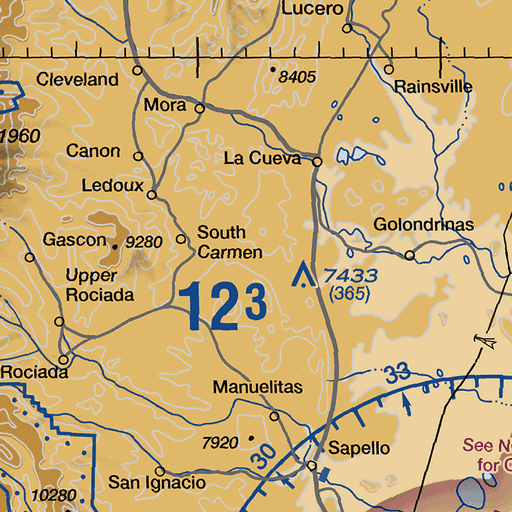 Lucero
Cleveland
8405
Rainsville
Mora
1960
Canon
La Cueva
Ledoux
Golondrinas
South
Carmen
Gascon
9280
Upper
Rociada
7433
(365)
123
Rociada
33
Manuelitas
7920
30
Sapello
See N
for C
San Ignacio
10280